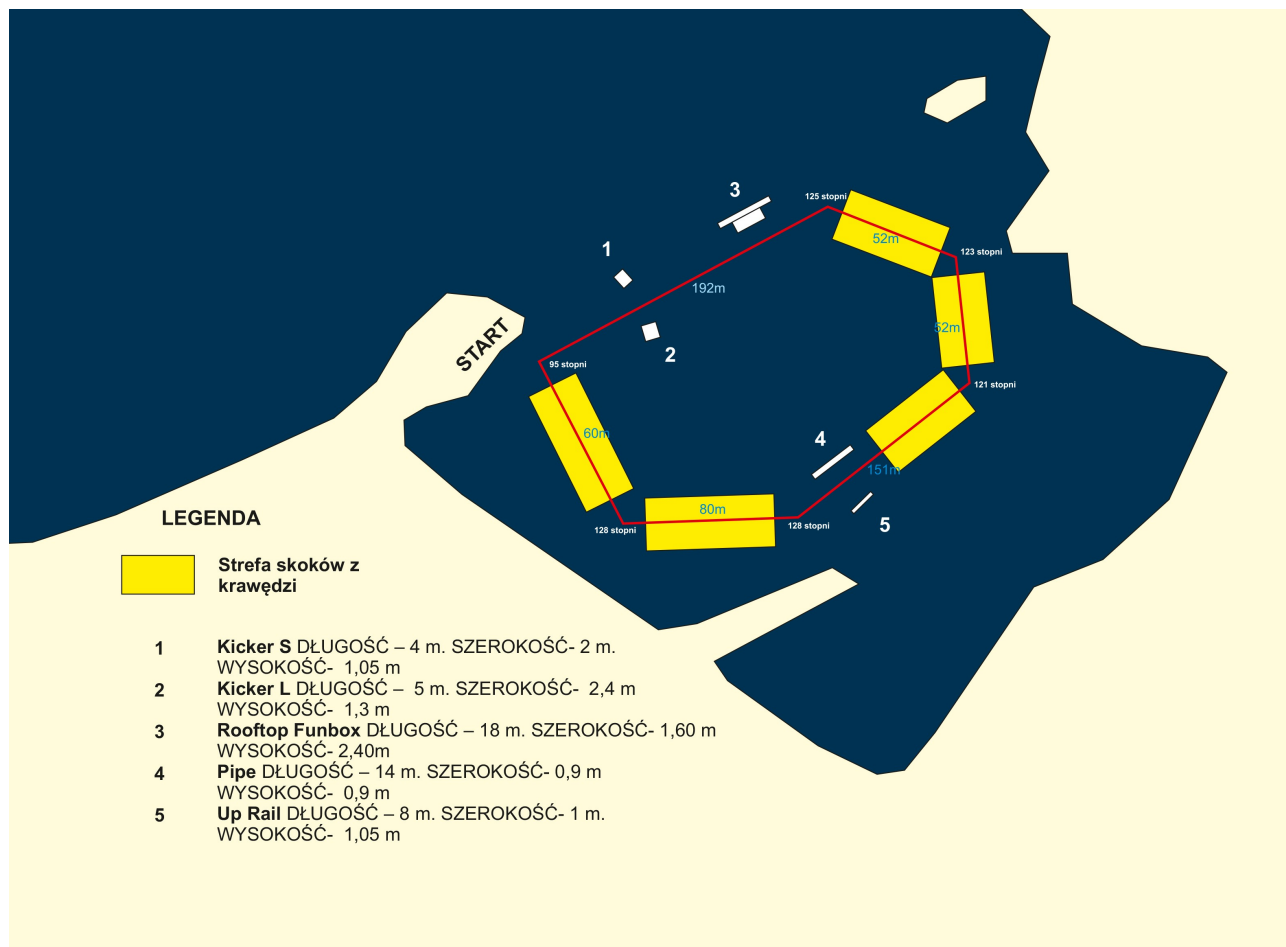 3
125 stopni
52m
1
123 stopni
192m
START
52m
2
95 stopni
121 stopni
60m
4
151m
80m
5
128 stopni
128 stopni
LEGENDA
Strefa skoków z
krawędzi
1 Kicker S DŁUGOŚĆ – 4 m. SZEROKOŚĆ- 2 m.
WYSOKOŚĆ- 1,05 m
2 Kicker L DŁUGOŚĆ – 5 m. SZEROKOŚĆ- 2,4 m
WYSOKOŚĆ- 1,3 m
3 Rooftop Funbox DŁUGOŚĆ – 18 m. SZEROKOŚĆ- 1,60 m
WYSOKOŚĆ- 2,40m
4 Pipe DŁUGOŚĆ – 14 m. SZEROKOŚĆ- 0,9 m
WYSOKOŚĆ- 0,9 m
5 Up Rail DŁUGOŚĆ – 8 m. SZEROKOŚĆ- 1 m.
WYSOKOŚĆ- 1,05 m